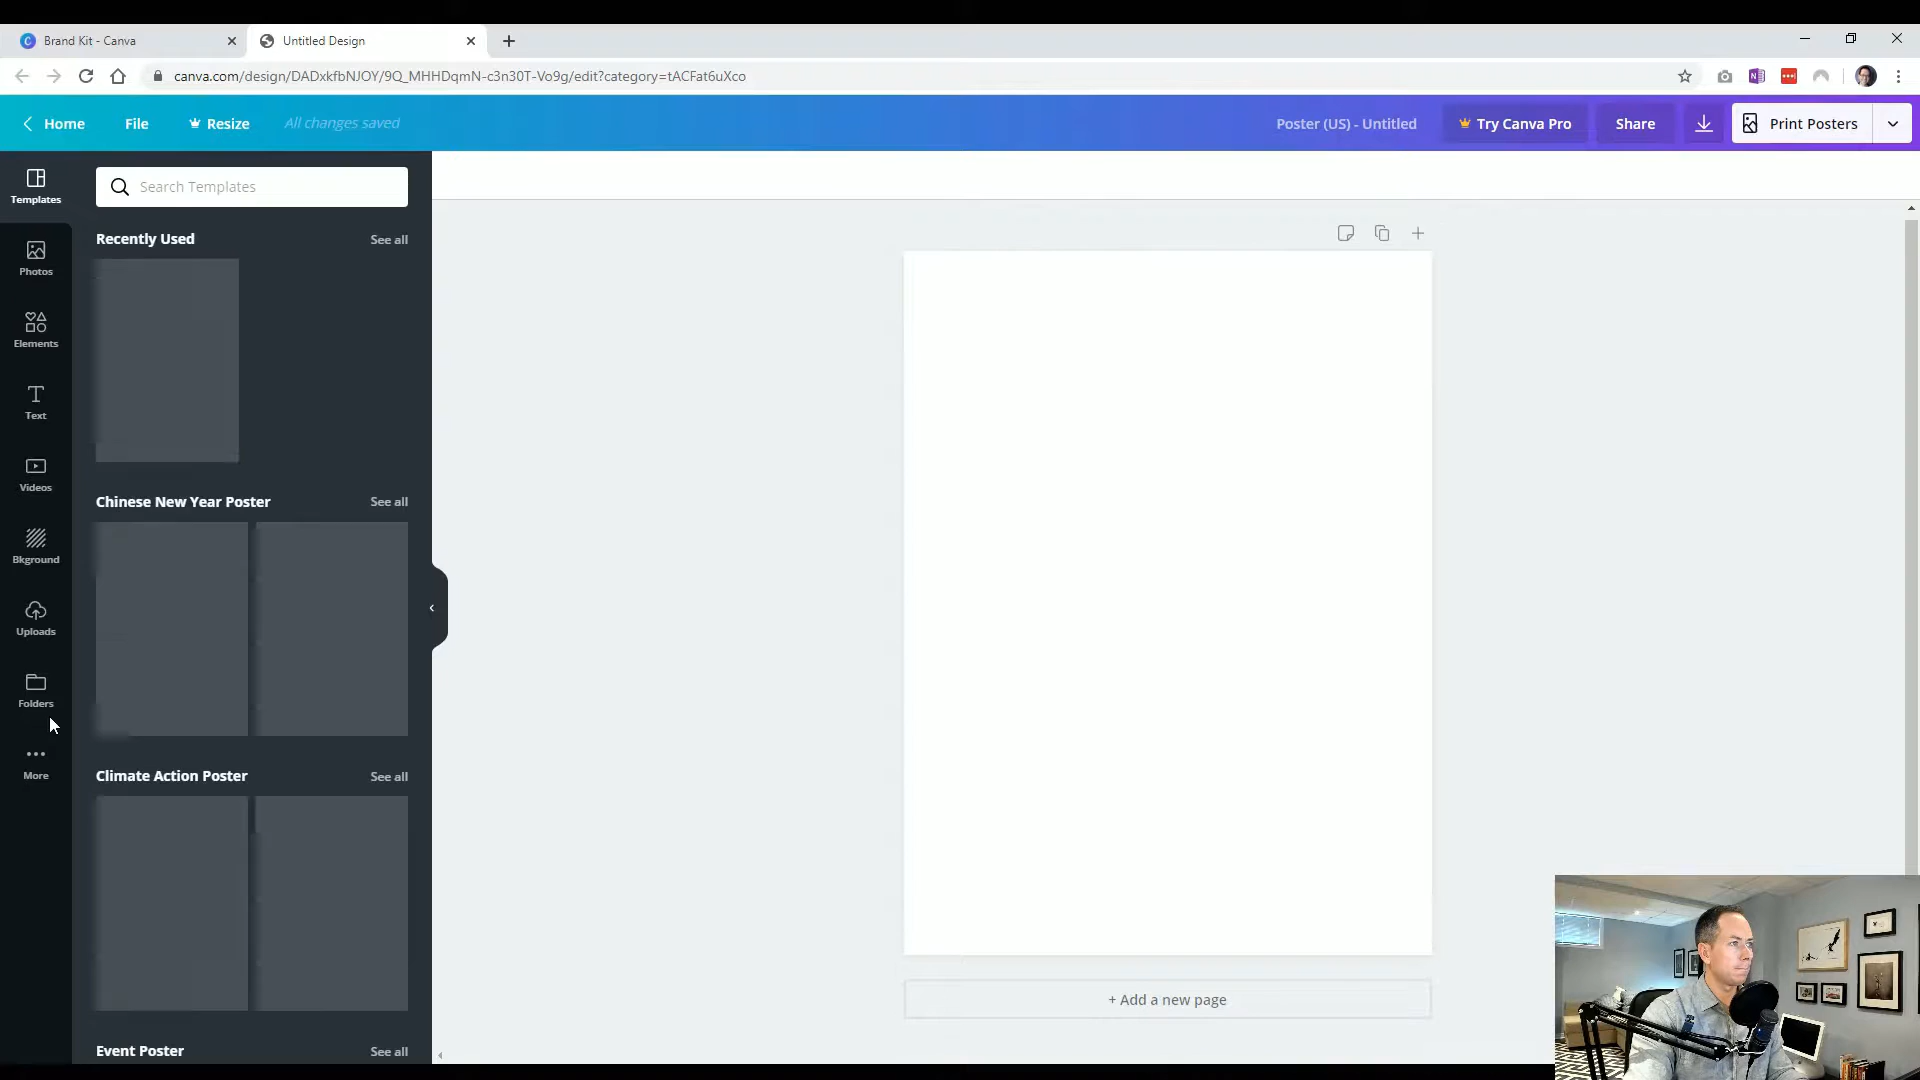 Brand Kit - Canva
Untitled Design
canva.com/design/DADxkfbNJOY/9Q_MHHDqmN-c3n30T-Vo9g/edit?category=tACFat6uXco
Home
File
Resize
All changes saved
Poster (US) - Untitled
Try Canva Pro
Share
Print Posters
Templates
Photos
Elements
Text
Videos
Bkground
Uploads
Folders
More
Search Templates
Recently Used
See all
Chinese New Year Poster
See all
Climate Action Poster
See all
Event Poster
See all
+ Add a new page